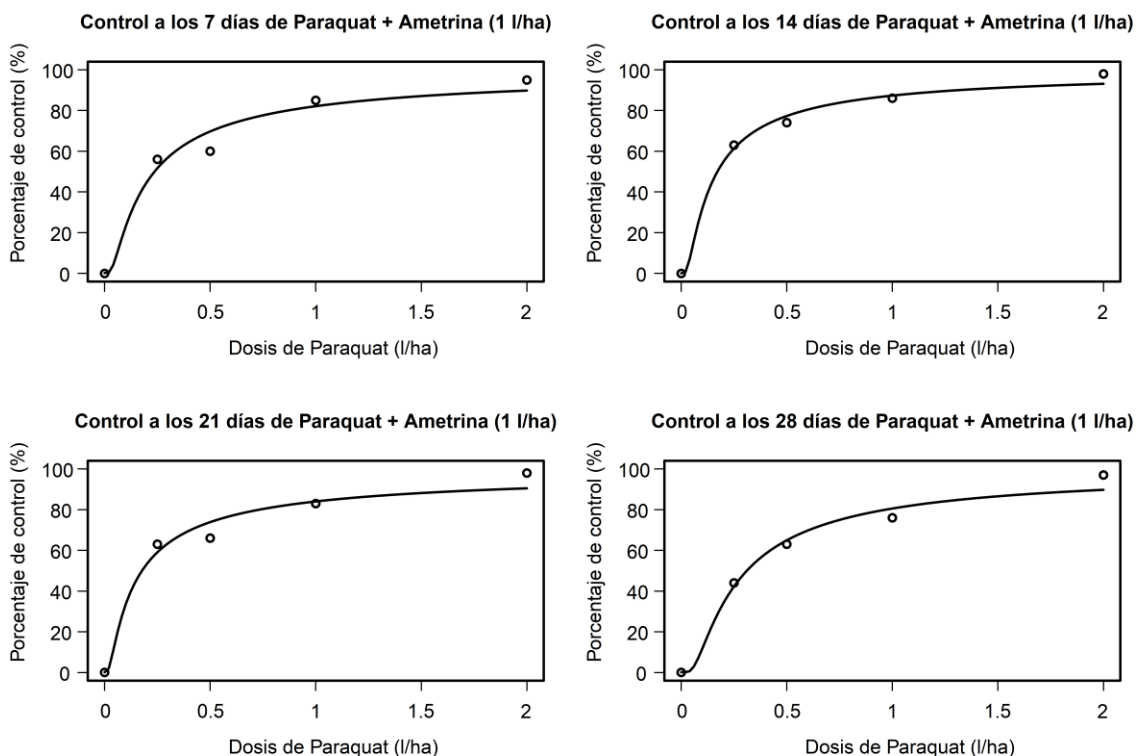 Control a los 7 días de Paraquat + Ametrina (1 l/ha)
Porcentaje de control (%)
100
80
60
40
20
0
0 0.5 1 1.5 2
Dosis de Paraquat (l/ha)
Control a los 14 días de Paraquat + Ametrina (1 l/ha)
Porcentaje de control (%)
100
80
60
40
20
0
0 0.5 1 1.5 2
Dosis de Paraquat (l/ha)
Control a los 21 días de Paraquat + Ametrina (1 l/ha)
Porcentaje de control (%)
100
80
60
40
20
0
0 0.5 1 1.5 2
Dosis de Paraquat (l/ha)
Control a los 28 días de Paraquat + Ametrina (1 l/ha)
Porcentaje de control (%)
100
80
60
40
20
0
0 0.5 1 1.5 2
Dosis de Paraquat (l/ha)